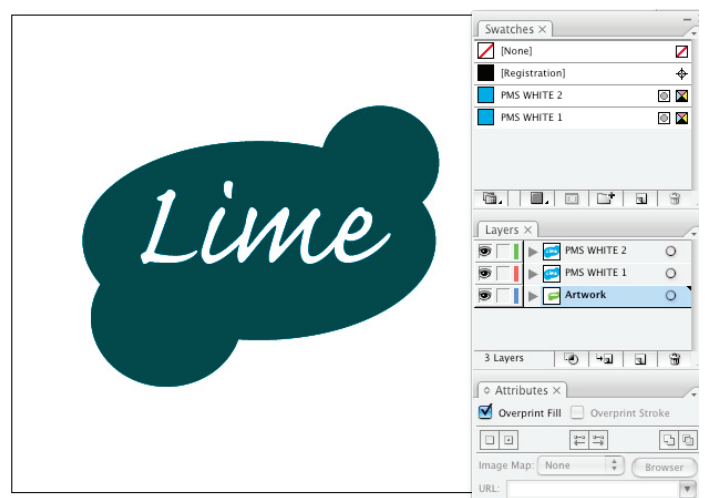 Lime
Swatches ×
[None]
[Registration]
PMS WHITE 2
PMS WHITE 1
Layers ×
PMS WHITE 2
PMS WHITE 1
Artwork
3 Layers
Attributes ×
Overprint Fill Overprint Stroke
Image Map: None Browser
URL: